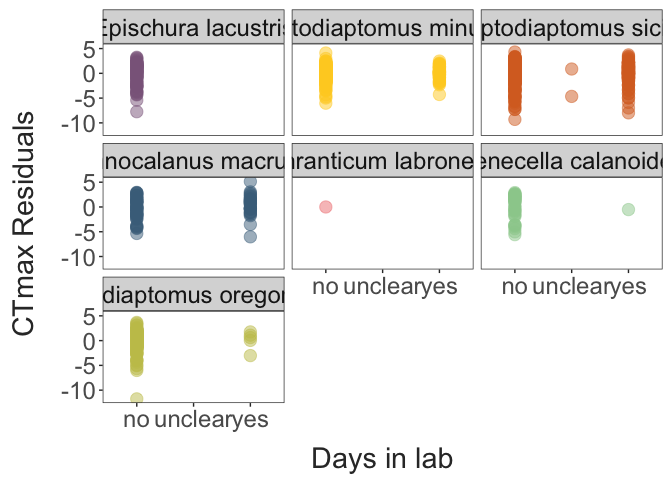 Epischura lacustris
todiaptomus minu
ptodiaptomus sic
5
0
-5
-10
nocalanus macru
ranticum labrone
enecella calanoide
5
0
-5
-10
no unclearyes
no unclearyes
diaptomus oregon
5
0
-5
-10
no unclearyes
CTmax Residuals
Days in lab